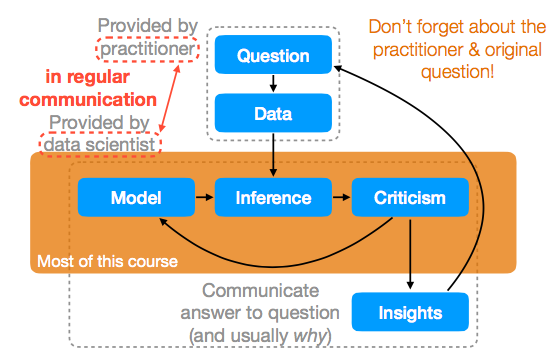 Provided by
practitioner
in regular
communication
Provided by
data scientist
Question
Data
Don't forget about the
practitioner & original
question!
Model
Inference
Criticism
Most of this course
Communicate
answer to question
(and usually why)
Insights